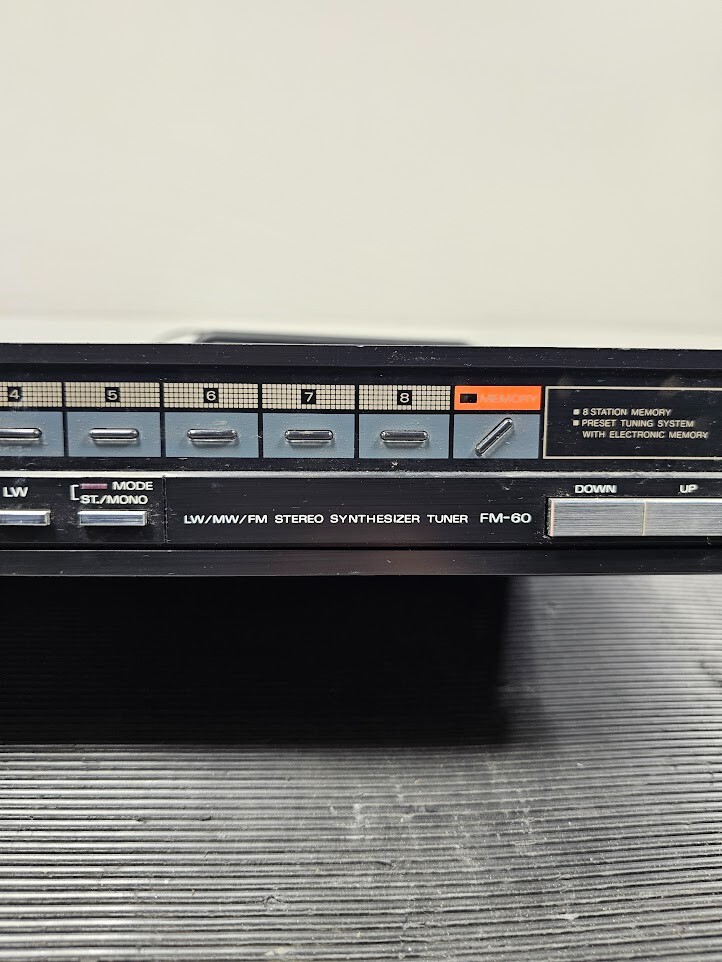 4 5 6 7 8 MEMORY
8 STATION MEMORY
PRESET TUNING SYSTEM
WITH ELECTRONIC MEMORY
LW MODE DOWN UP
ST./MONO
LW/MW/FM STEREO SYNTHESIZER TUNER FM-60